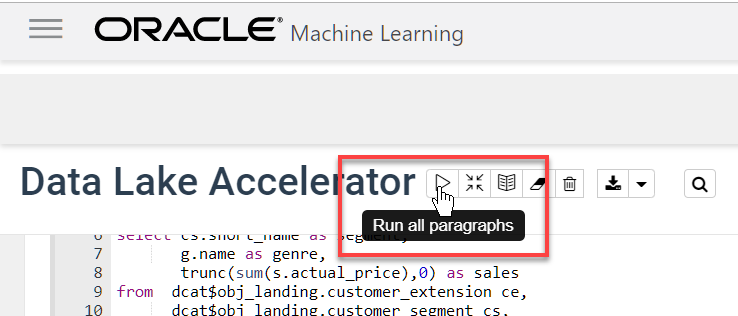 ORACLE® Machine Learning
Data Lake Accelerator
Run all paragraphs
6 select cs.short_name as segment,
7 g.name as genre,
8 trunc(sum(s.actual_price),0) as sales
9 from dcat$obj_landing.customer_extension ce,
10 dcat$obj_landing.customer_segment cs,